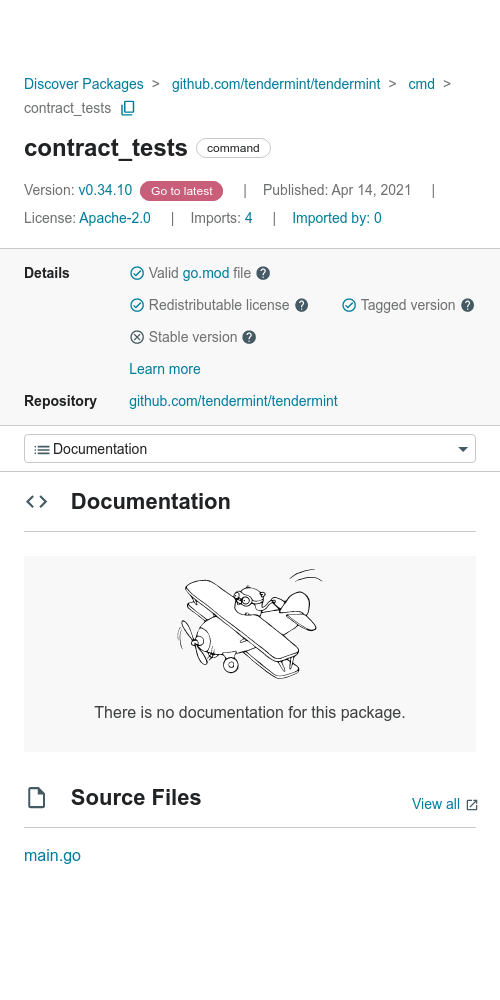 Discover Packages > github.com/tendermint/tendermint > cmd >
contract_tests
contract_tests command
Version: v0.34.10 Go to latest | Published: Apr 14, 2021 |
License: Apache-2.0 | Imports: 4 | Imported by: 0
Details Valid go.mod file ?
Redistributable license ? Tagged version ?
Stable version ?
Learn more
Repository github.com/tendermint/tendermint
Documentation
<> Documentation
There is no documentation for this package.
Source Files View all
main.go